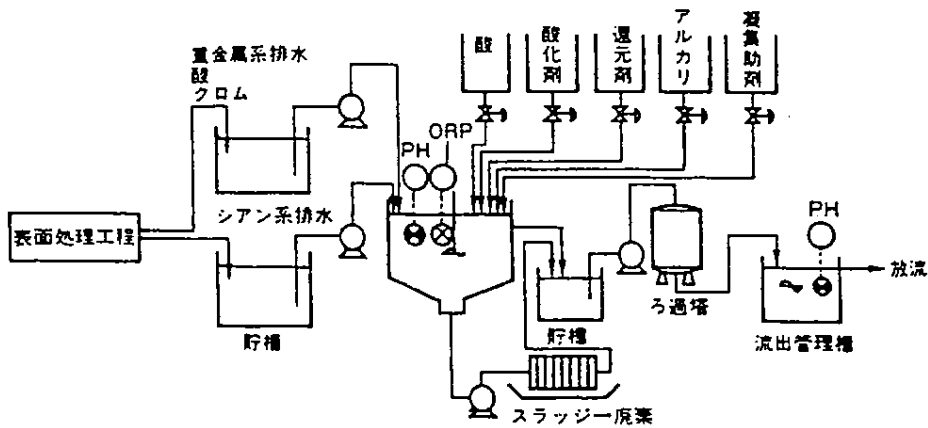 重金属系排水
酸
クロム
シアン系排水
表面処理工程
貯槽
PH
ORP
酸
酸化剤
還元剤
アルカリ
凝集助剤
貯槽
ろ過塔
スラッジー廃棄
PH
放流
流出管理槽